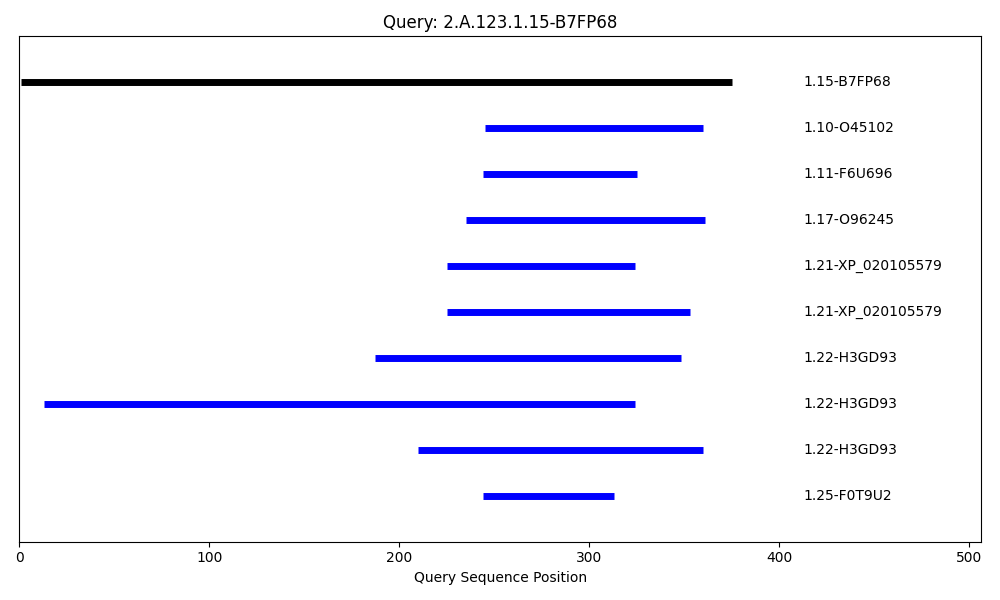 Query: 2.A.123.1.15-B7FP68
1.15-B7FP68
1.10-O45102
1.11-F6U696
1.17-O96245
1.21-XP_020105579
1.21-XP_020105579
1.22-H3GD93
1.22-H3GD93
1.22-H3GD93
1.25-F0T9U2
0 100 200 300 400 500
Query Sequence Position